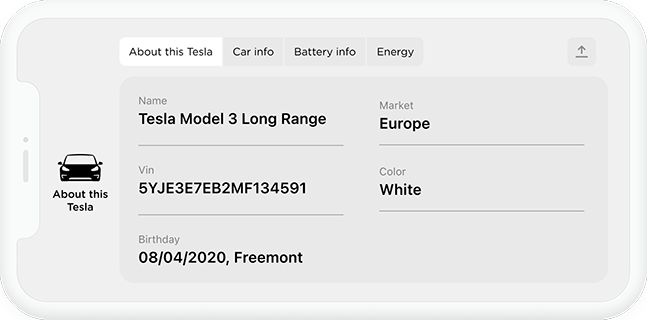 About this Tesla
Car info
Battery info
Energy
Name
Tesla Model 3 Long Range
Market
Europe
Vin
5YJE3E7EB2MF134591
Color
White
Birthday
08/04/2020, Freemont
About this
Tesla